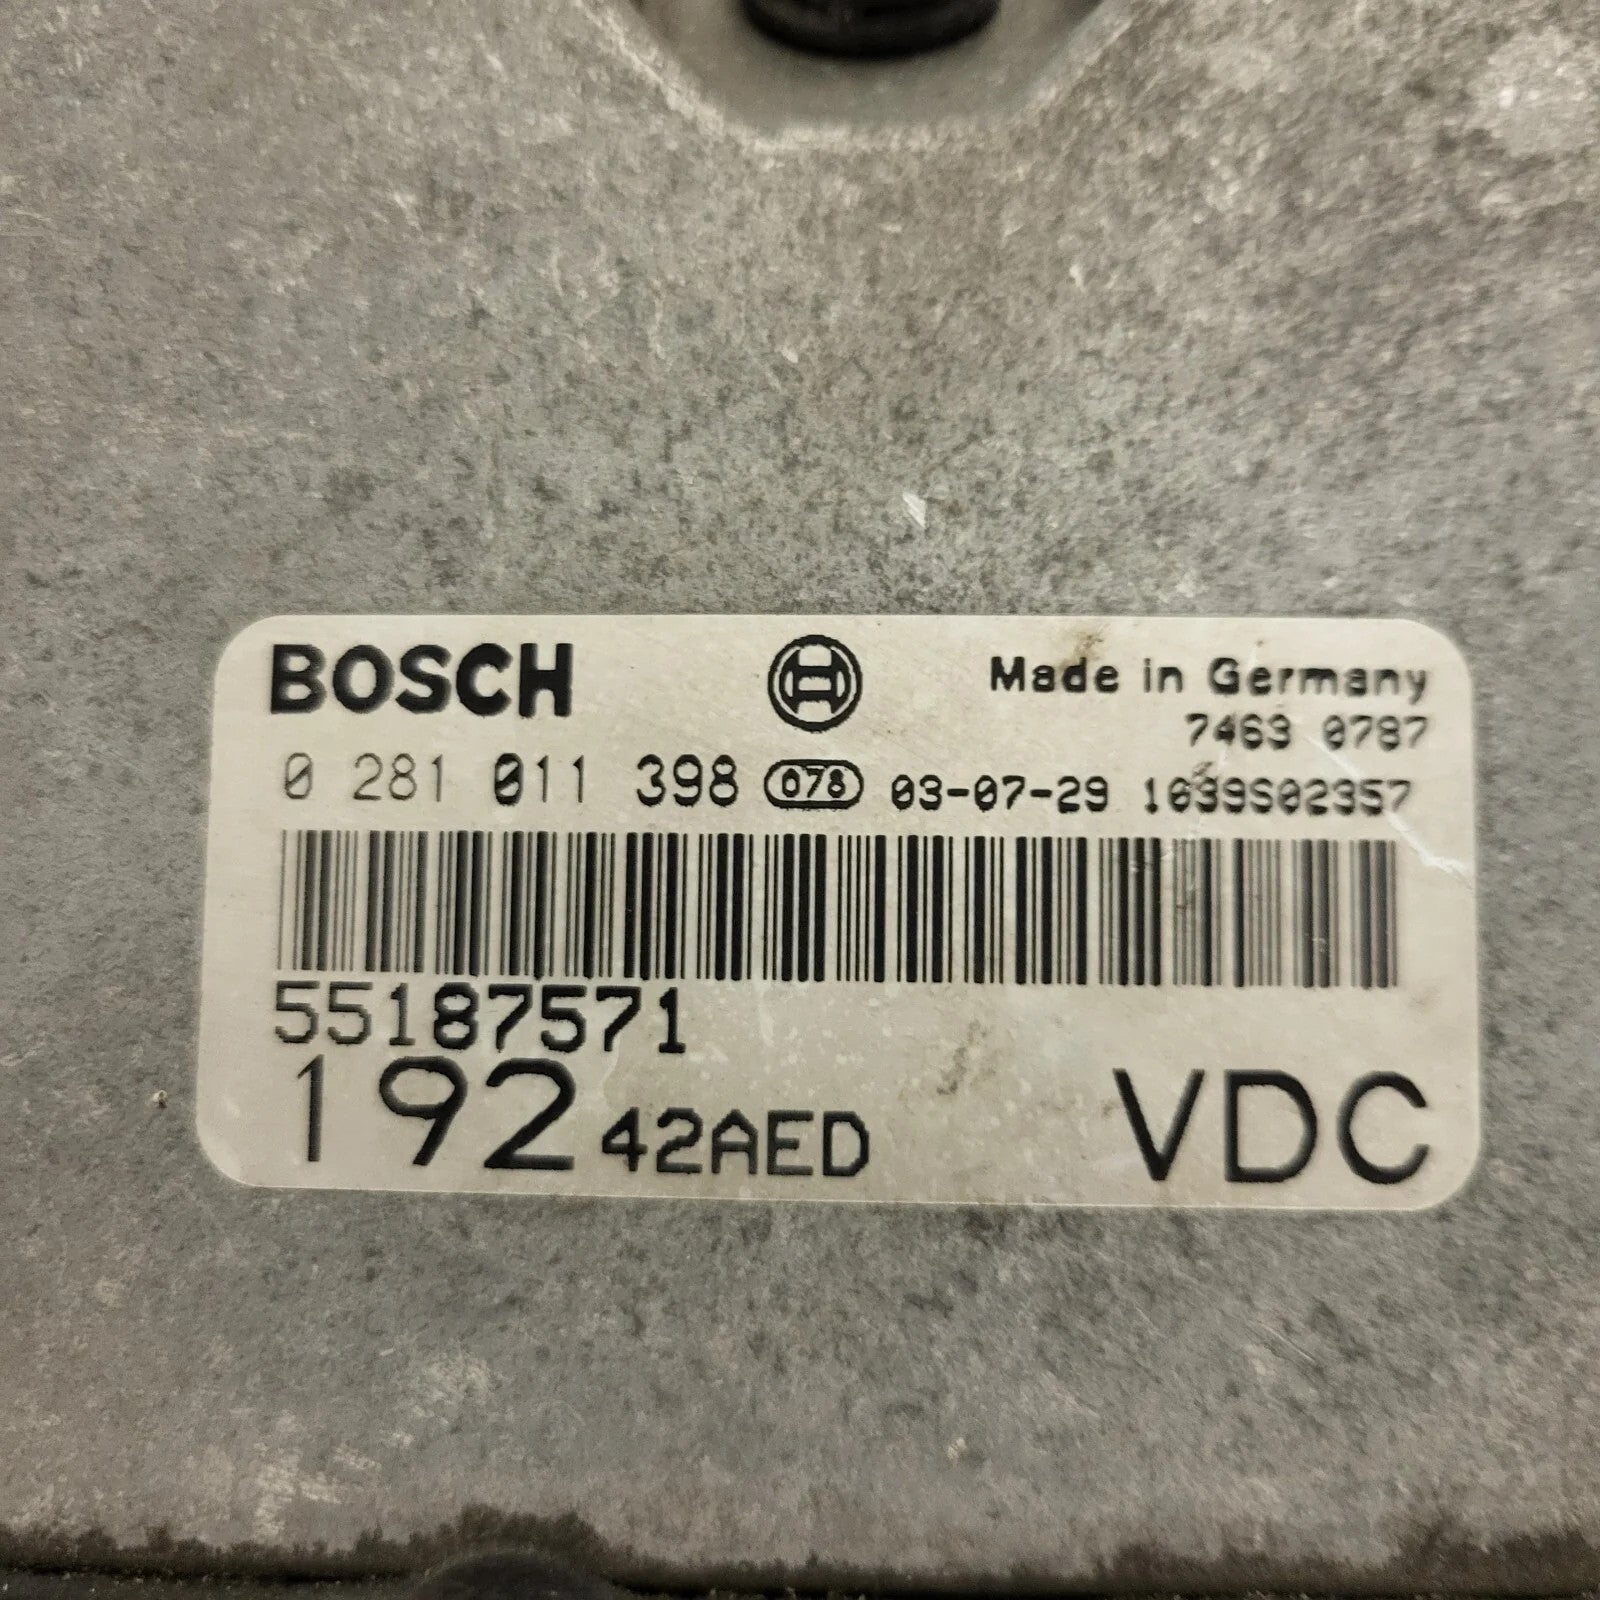 BOSCH Made in Germany
7463 0787
0 281 011 398 078 03-07-29 1039S02357
55187571
192 42AED VDC